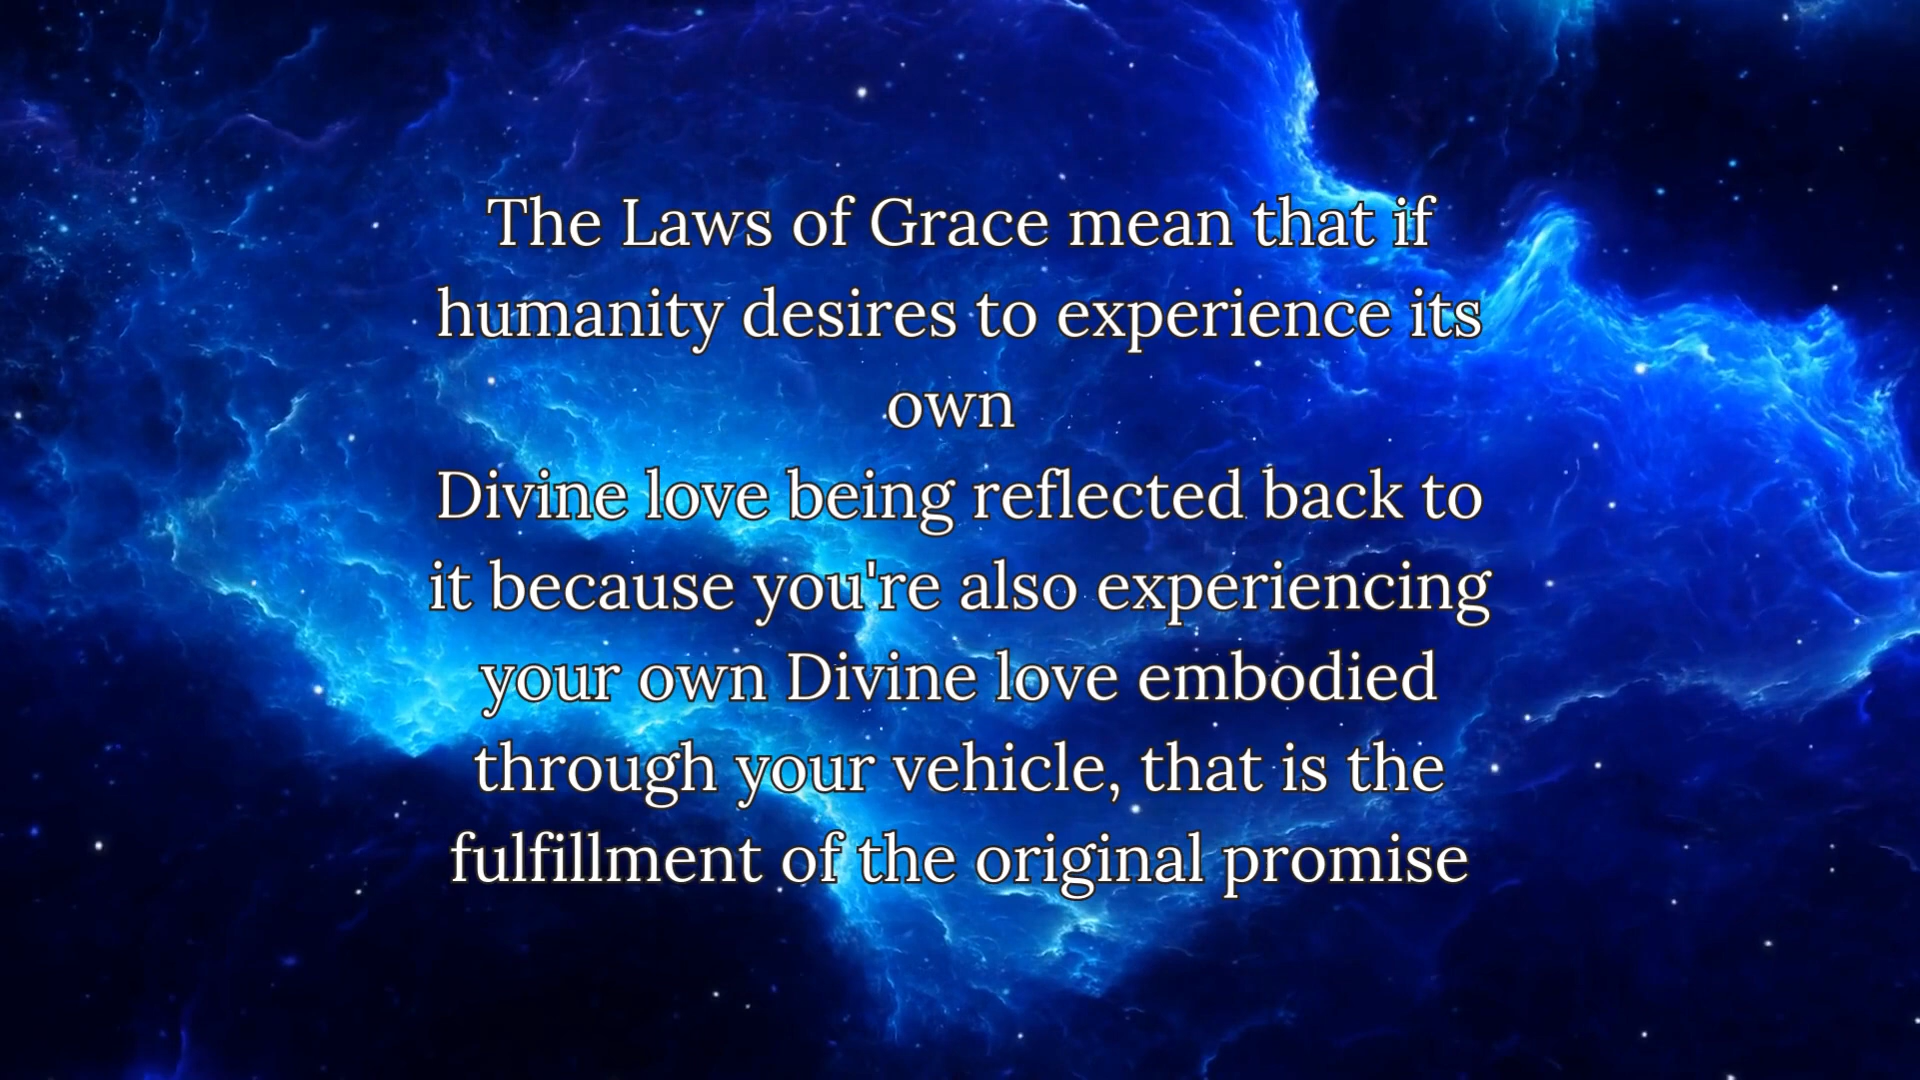 The Laws of Grace mean that if
humanity desires to experience its
own
Divine love being reflected back to
it because you're also experiencing
your own Divine love embodied
through your vehicle, that is the
fulfillment of the original promise